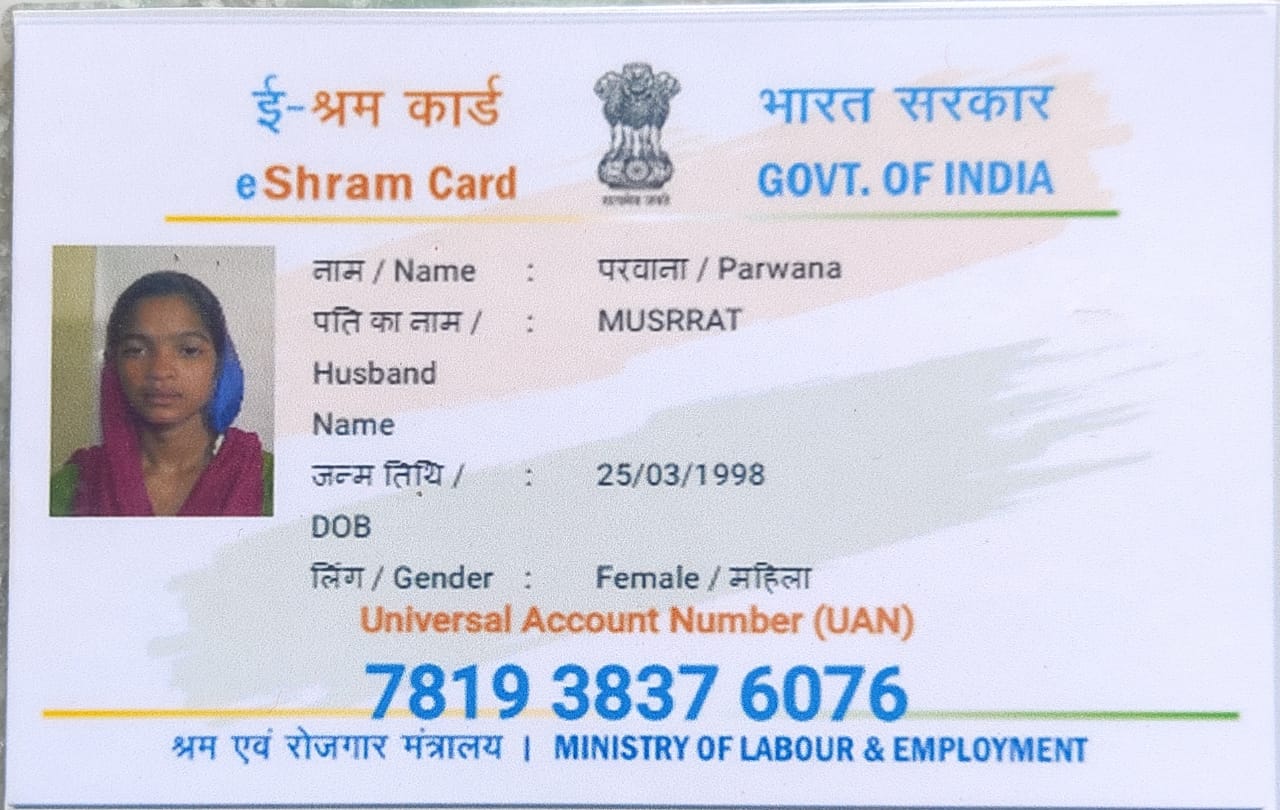 ई-श्रम कार्ड
eShram Card
सत्यमेव जयते
भारत सरकार
GOVT. OF INDIA
नाम / Name : परवाना / Parwana
पति का नाम / : MUSRRAT
Husband
Name
जन्म तिथि / : 25/03/1998
DOB
लिंग / Gender : Female / महिला
Universal Account Number (UAN)
7819 3837 6076
श्रम एवं रोजगार मंत्रालय | MINISTRY OF LABOUR & EMPLOYMENT